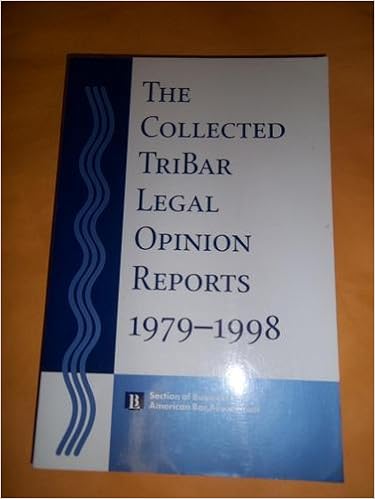 THE
COLLECTED
TRIBAR
LEGAL
OPINION
REPORTS
1979–1998
B
Section of Business
American Bar Association